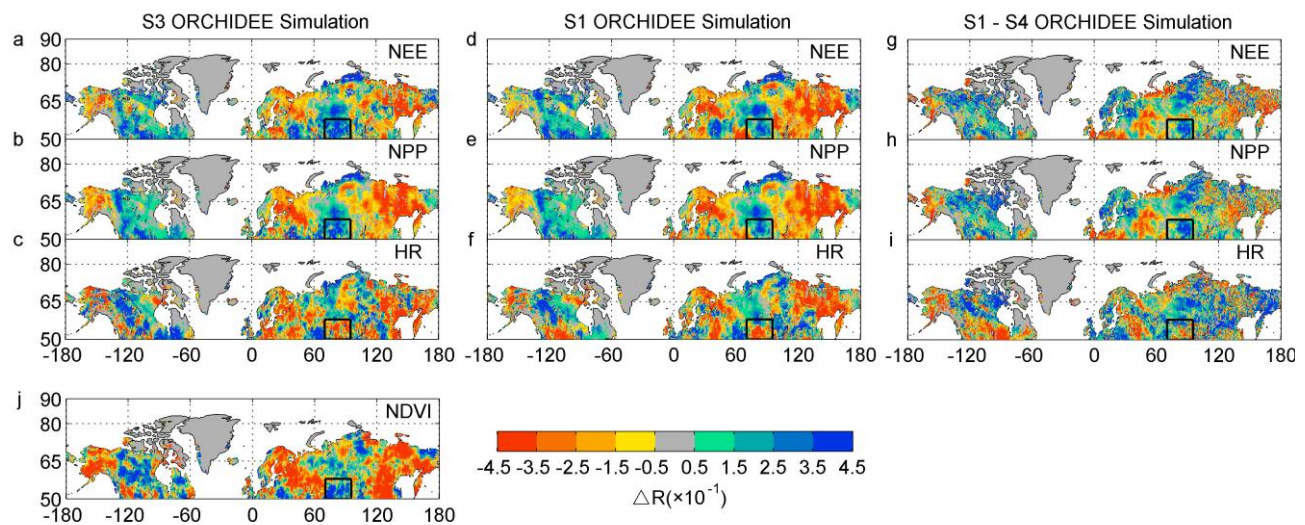 S3 ORCHIDEE Simulation S1 ORCHIDEE Simulation S1 - S4 ORCHIDEE Simulation
a 90 d g
NEE NEE NEE
80
65
50
b e h
NPP NPP NPP
80
65
50
c f i
HR HR HR
80
65
50
-180 -120 -60 0 60 120 180 -180 -120 -60 0 60 120 180 -180 -120 -60 0 60 120 180
j 90
NDVI
80
65
50
-180 -120 -60 0 60 120 180
-4.5 -3.5 -2.5 -1.5 -0.5 0.5 1.5 2.5 3.5 4.5
△R(×10⁻¹)